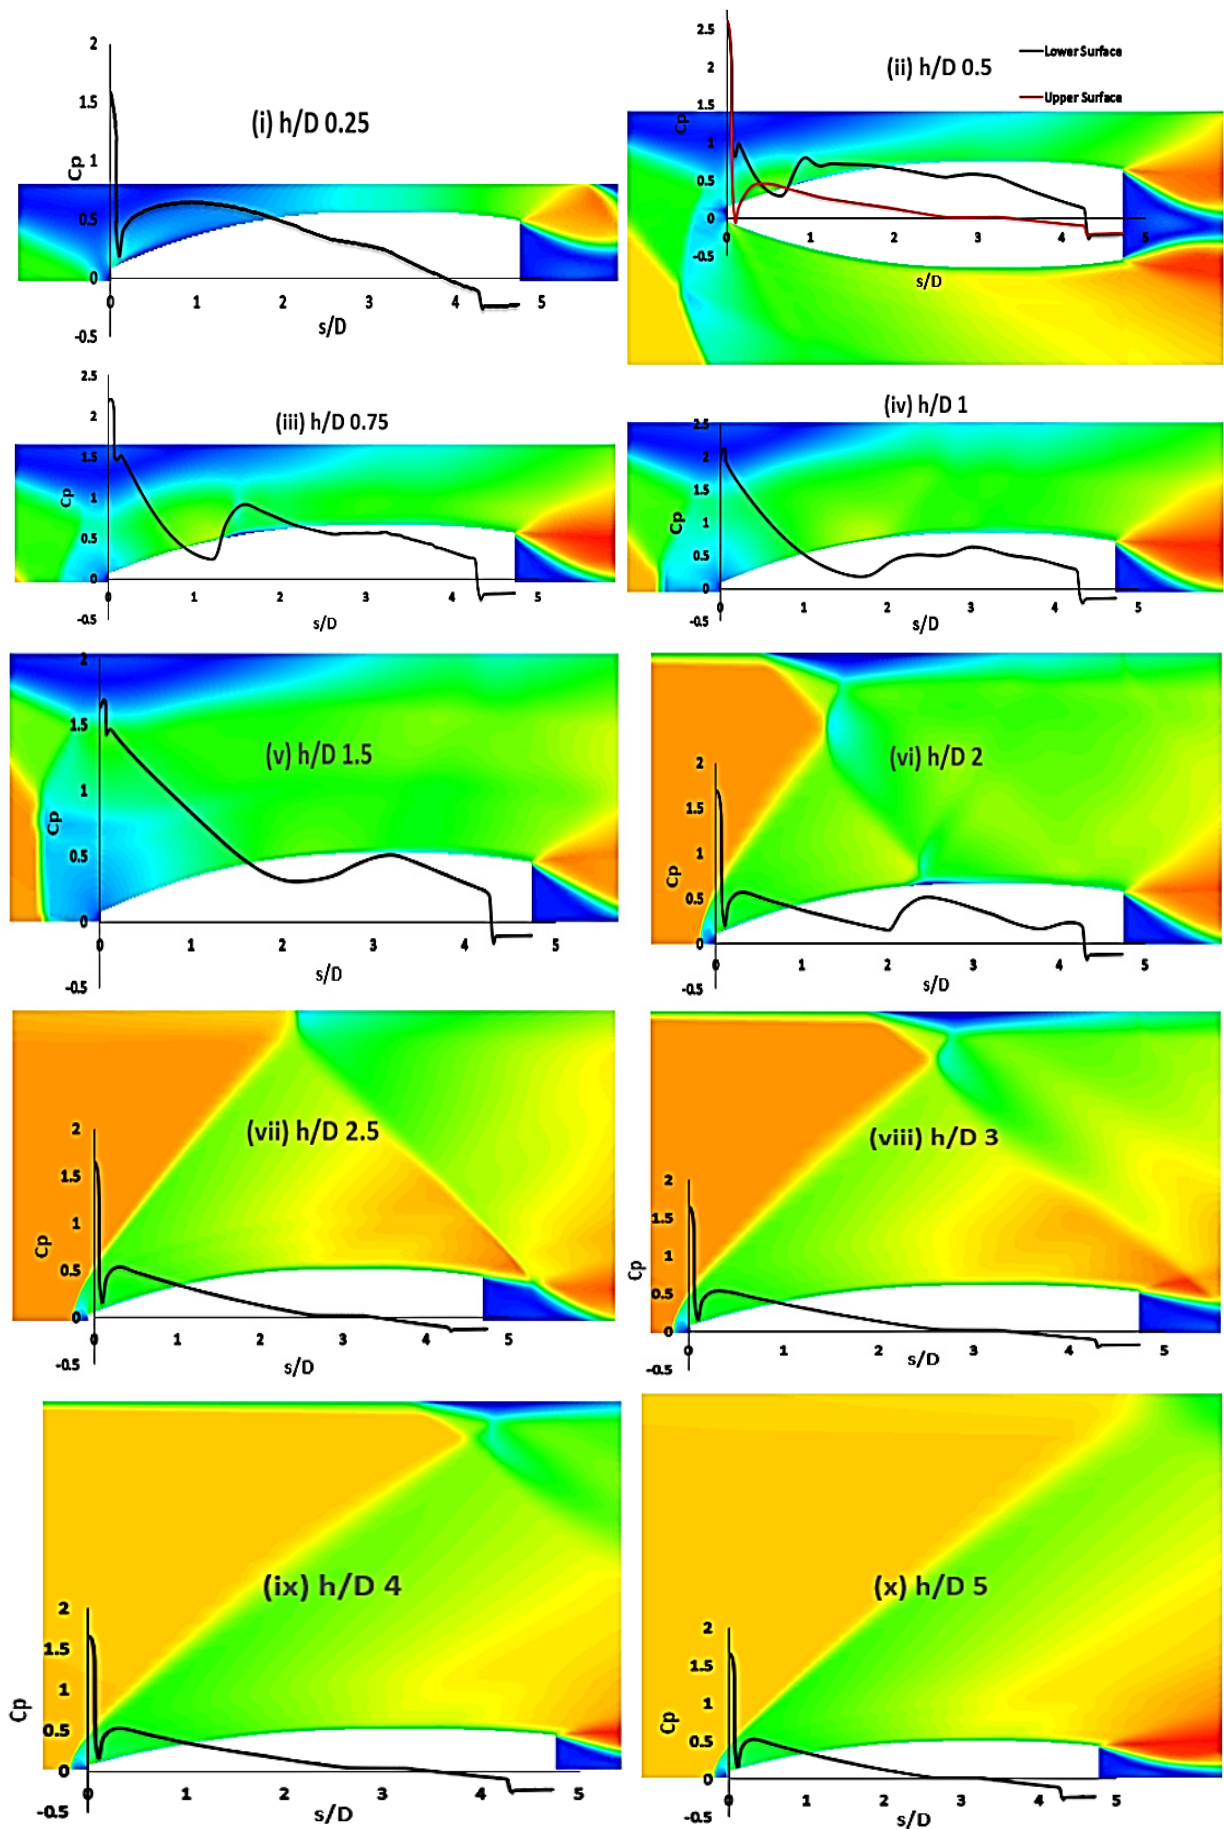 (i) h/D 0.25
2
1.5
1
0.5
0
-0.5
Cp
0 1 2 3 4 5
s/D
(ii) h/D 0.5
Lower Surface
Upper Surface
2.5
2
1.5
1
0.5
0
-0.5
Cp
0 1 2 3 4 5
s/D
(iii) h/D 0.75
2.5
2
1.5
1
0.5
0
-0.5
Cp
0 1 2 3 4 5
s/D
(iv) h/D 1
2.5
2
1.5
1
0.5
0
-0.5
Cp
0 1 2 3 4 5
s/D
(v) h/D 1.5
2
1.5
1
0.5
0
-0.5
Cp
0 1 2 3 4 5
s/D
(vi) h/D 2
2
1.5
1
0.5
0
-0.5
Cp
0 1 2 3 4 5
s/D
(vii) h/D 2.5
2
1.5
1
0.5
0
-0.5
Cp
0 1 2 3 4 5
s/D
(viii) h/D 3
2
1.5
1
0.5
0
-0.5
Cp
0 1 2 3 4 5
s/D
(ix) h/D 4
2
1.5
1
0.5
0
-0.5
Cp
0 1 2 3 4 5
s/D
(x) h/D 5
2
1.5
1
0.5
0
-0.5
Cp
0 1 2 3 4 5
s/D